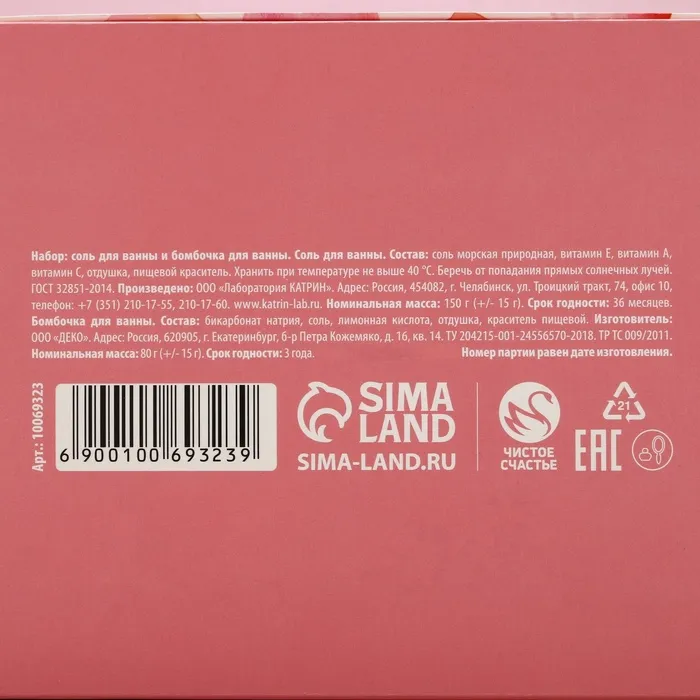 Набор: соль для ванны и бомбочка для ванны. Соль для ванны. Состав: соль морская природная, витамин Е, витамин А,
витамин С, отдушка, пищевой краситель. Хранить при температуре не выше 40 °С. Беречь от попадания прямых солнечных лучей.
ГОСТ 32851-2014. Произведено: ООО «Лаборатория КАТРИН». Адрес: Россия, 454082, г. Челябинск, ул. Троицкий тракт, 74, офис 10,
телефон: +7 (351) 210-17-55, 210-17-60. www.katrin-lab.ru. Номинальная масса: 150 г (+/- 15 г). Срок годности: 36 месяцев.
Бомбочка для ванны. Состав: бикарбонат натрия, соль, лимонная кислота, отдушка, краситель пищевой. Изготовитель:
ООО «ДЕКО». Адрес: Россия, 620905, г. Екатеринбург, б-р Петра Кожемяко, д. 16, кв. 14. ТУ 204215-001-24556570-2018. ТР ТС 009/2011.
Номинальная масса: 80 г (+/- 15 г). Срок годности: 3 года. Номер партии равен дате изготовления.
Арт.: 10069323
6 900100 693239
SIMA
LAND
SIMA-LAND.RU
ЧИСТОЕ
СЧАСТЬЕ
21
EAC